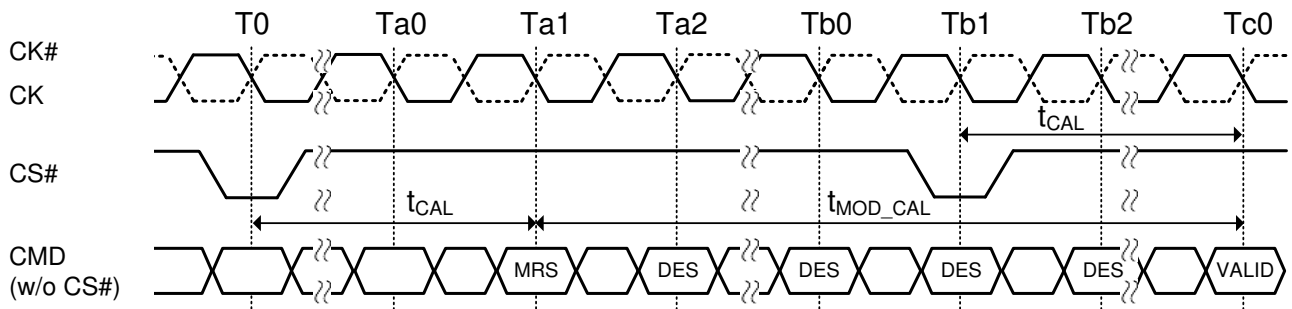 T0 Ta0 Ta1 Ta2 Tb0 Tb1 Tb2 Tc0
CK#
CK
tCAL
CS#
tCAL tMOD_CAL
CMD MRS DES DES DES DES VALID
(w/o CS#)